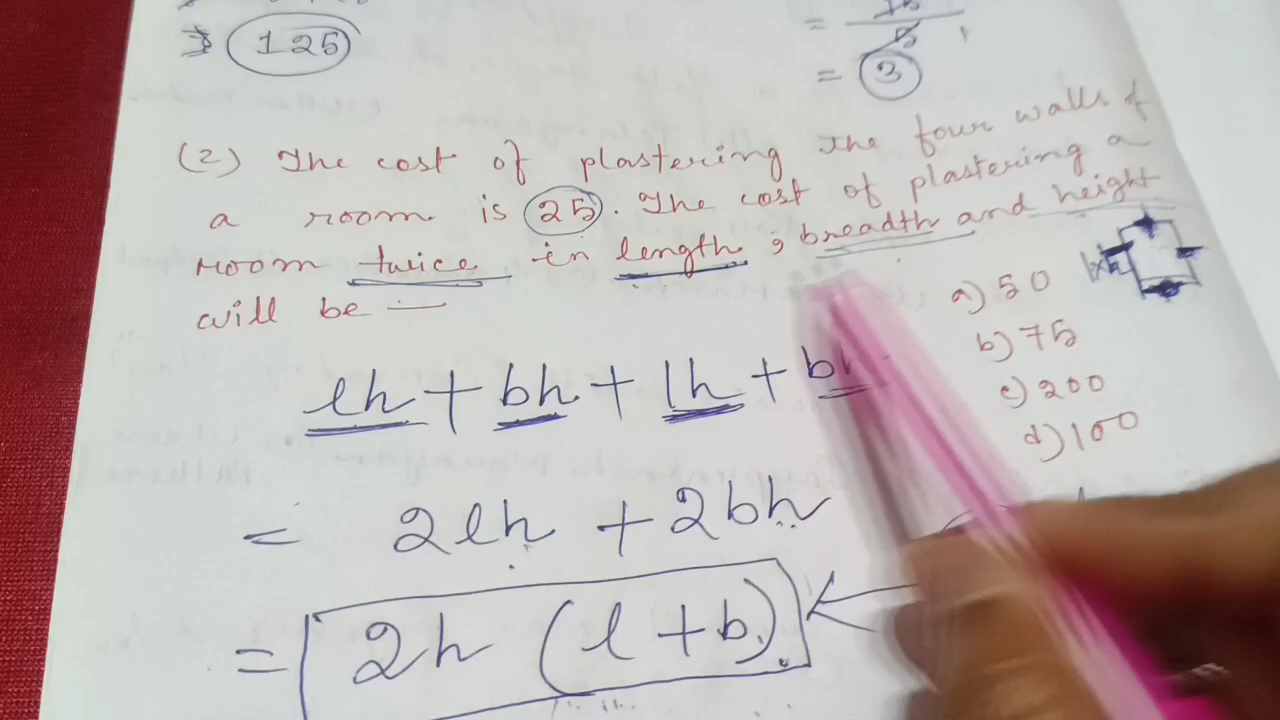 125
=
= 3
(2) The cost of plastering the four walls of
a room is 25. The cost of plastering a
room twice in length, breadth and height
will be —
a) 50
b) 75
c) 200
d) 100
lh + bh + lh + bh
= 2lh + 2bh
= 2h (l+b)